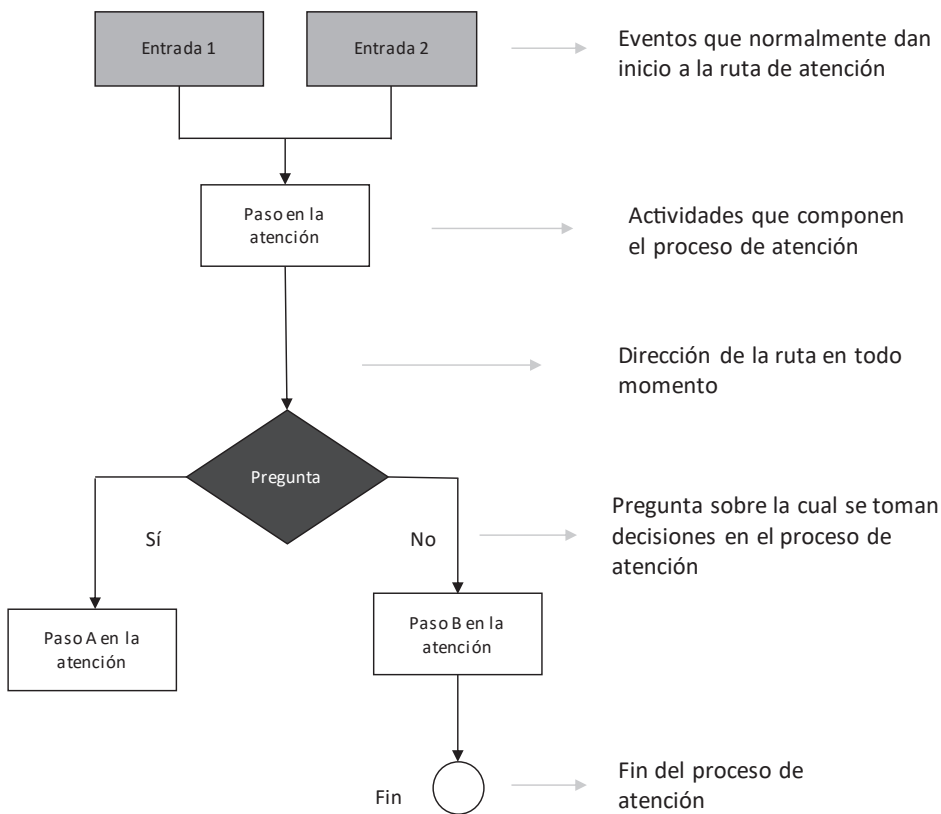 Entrada 1
Entrada 2
Eventos que normalmente dan
inicio a la ruta de atención
Paso en la
atención
Actividades que componen
el proceso de atención
Dirección de la ruta en todo
momento
Pregunta
Sí
No
Pregunta sobre la cual se toman
decisiones en el proceso de
atención
Paso A en la
atención
Paso B en la
atención
Fin
Fin del proceso de
atención